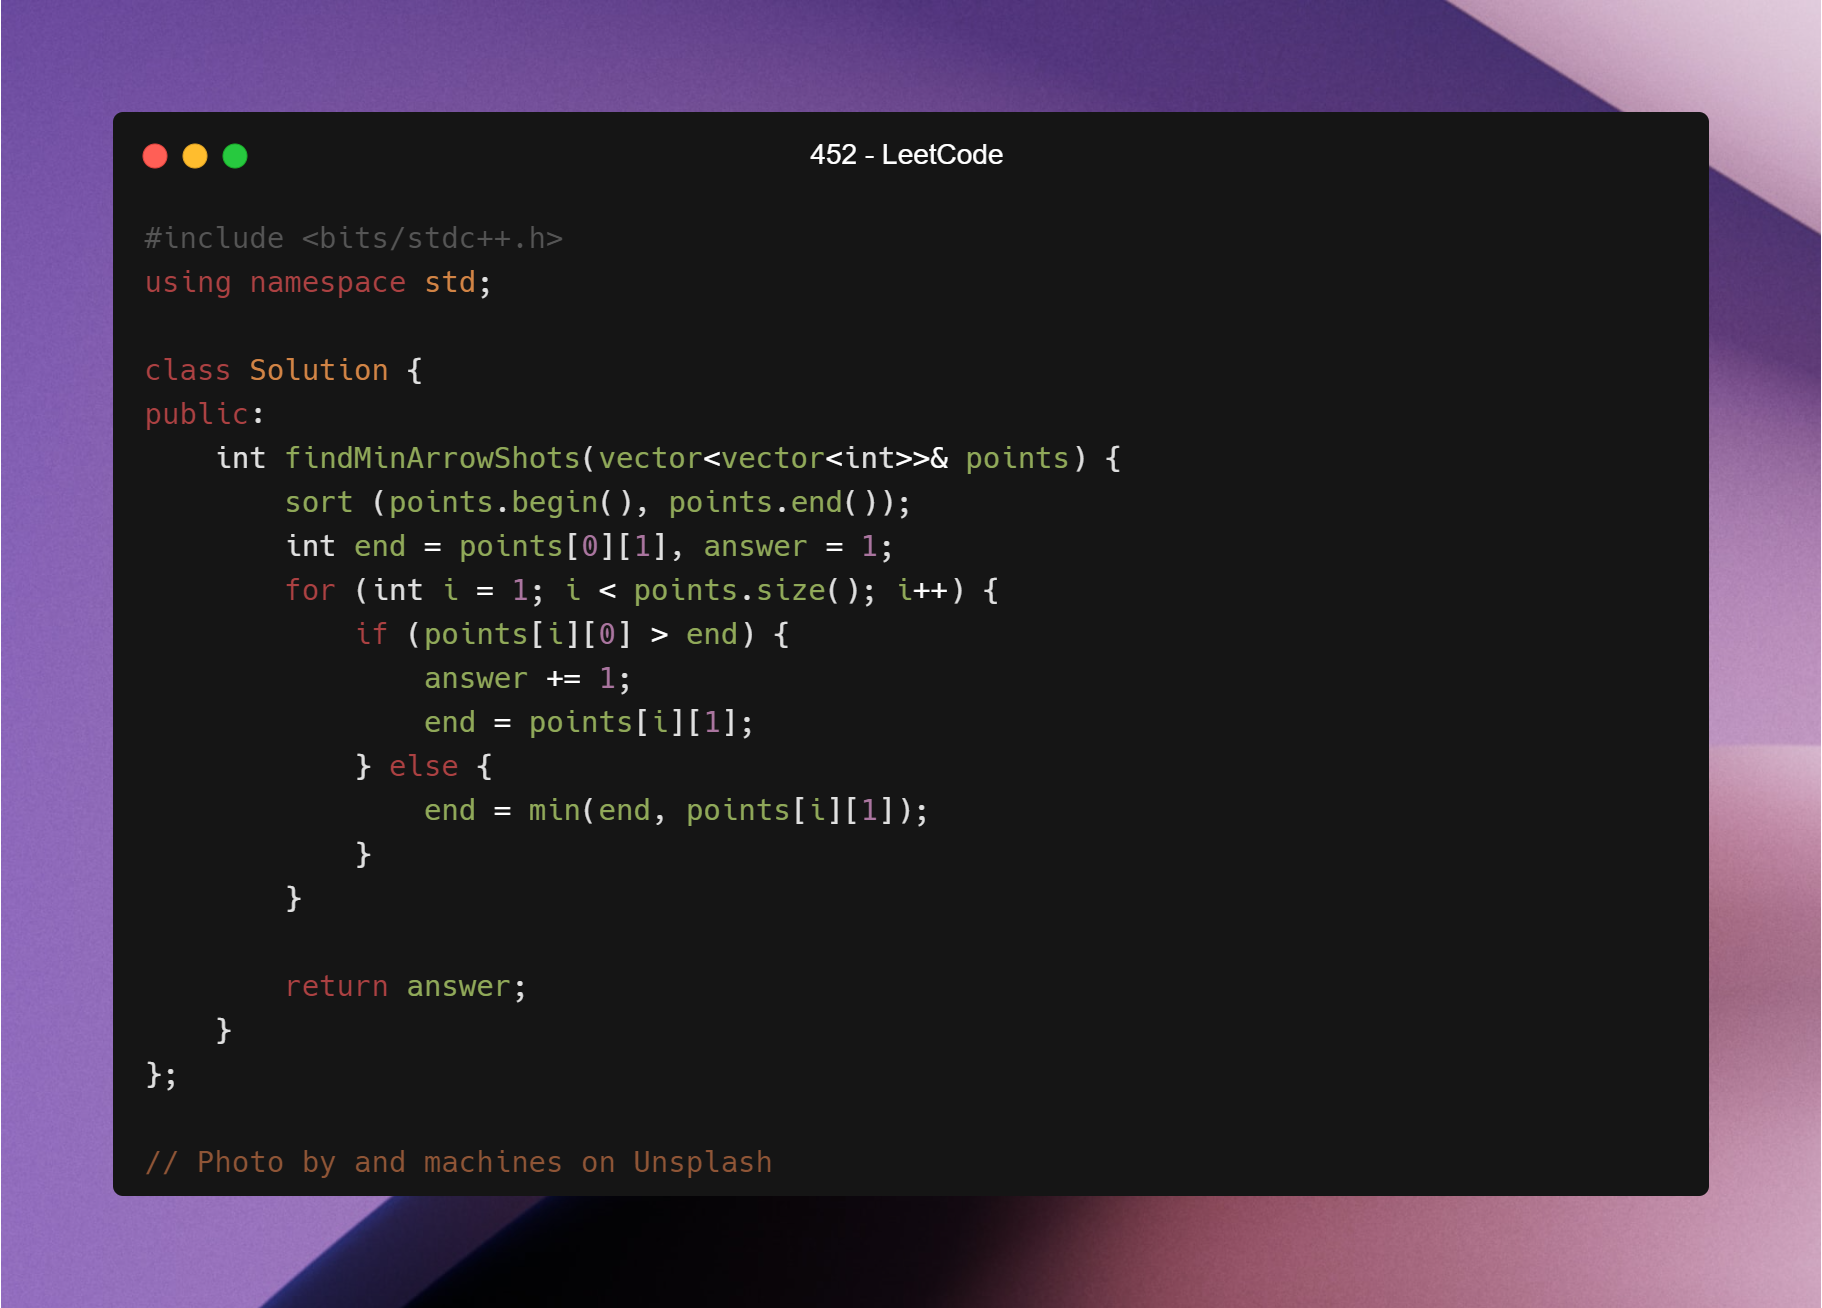 452 - LeetCode
#include <bits/stdc++.h>
using namespace std;
class Solution {
public:
    int findMinArrowShots(vector<vector<int>>& points) {
        sort (points.begin(), points.end());
        int end = points[0][1], answer = 1;
        for (int i = 1; i < points.size(); i++) {
            if (points[i][0] > end) {
                answer += 1;
                end = points[i][1];
            } else {
                end = min(end, points[i][1]);
            }
        }
        return answer;
    }
};
// Photo by and machines on Unsplash